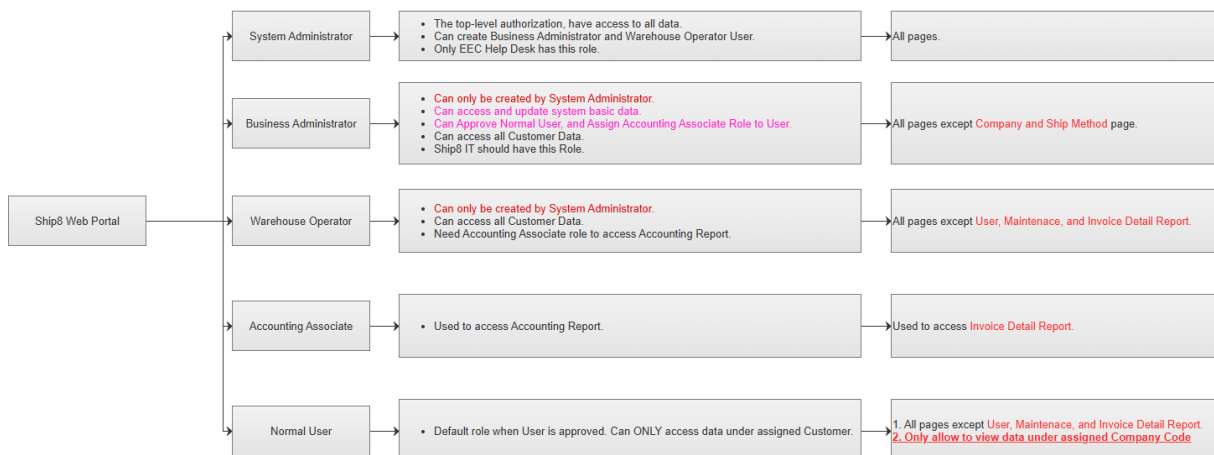 System Administrator
• The top-level authorization, have access to all data.
• Can create Business Administrator and Warehouse Operator User.
• Only EEC Help Desk has this role.
All pages.
Business Administrator
• Can only be created by System Administrator.
• Can access and update system basic data.
• Can Approve Normal User, and Assign Accounting Associate Role to User.
• Can access all Customer Data.
• Ship8 IT should have this Role.
All pages except Company and Ship Method page.
Ship8 Web Portal
Warehouse Operator
• Can only be created by System Administrator.
• Can access all Customer Data.
• Need Accounting Associate role to access Accounting Report.
All pages except User, Maintenace, and Invoice Detail Report.
Accounting Associate
• Used to access Accounting Report.
Used to access Invoice Detail Report.
Normal User
• Default role when User is approved. Can ONLY access data under assigned Customer.
1. All pages except User, Maintenace, and Invoice Detail Report.
2. Only allow to view data under assigned Company Code